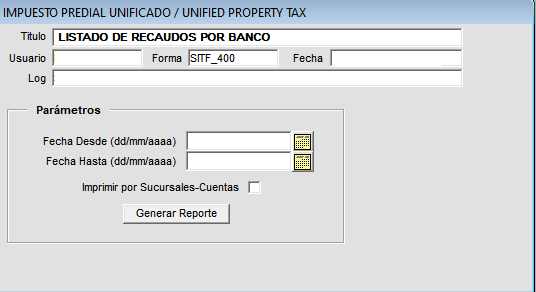 IMPUESTO PREDIAL UNIFICADO / UNIFIED PROPERTY TAX
Titulo LISTADO DE RECAUDOS POR BANCO
Usuario Forma SITF_400 Fecha
Log
Parámetros
Fecha Desde (dd/mm/aaaa)
Fecha Hasta (dd/mm/aaaa)
Imprimir por Sucursales-Cuentas
Generar Reporte